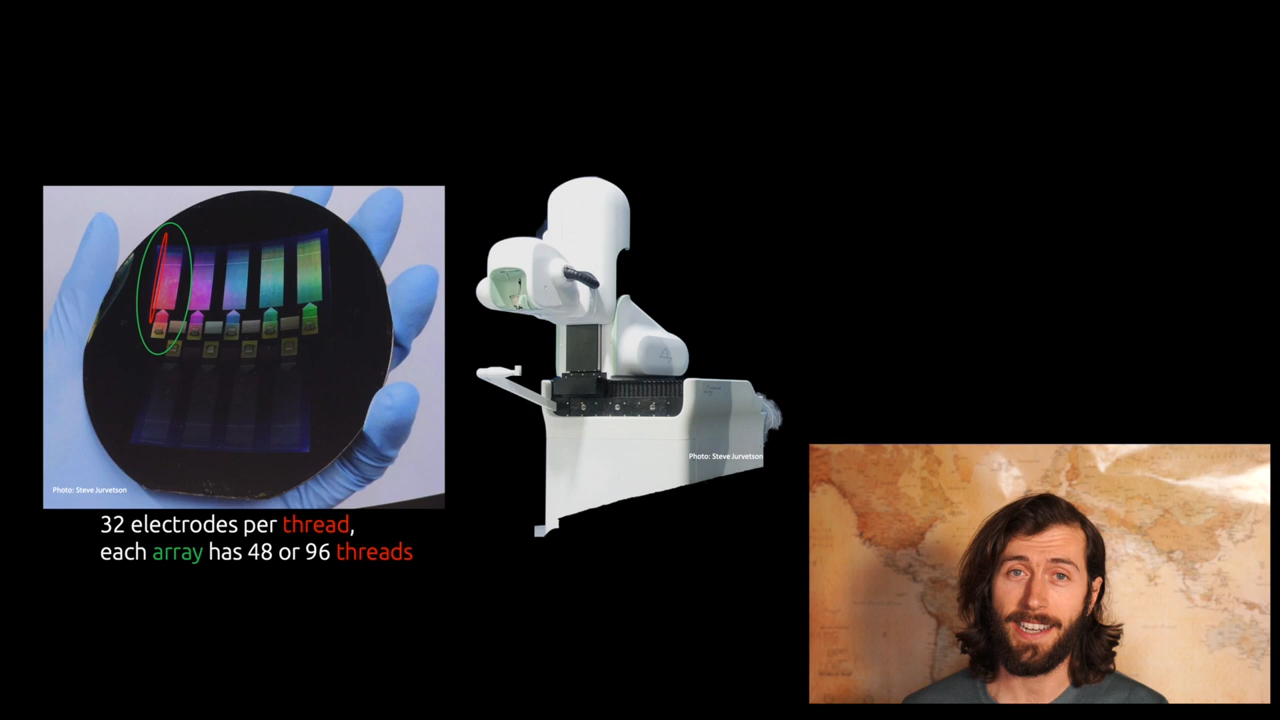 Photo: Steve Jurvetson
32 electrodes per thread,
each array has 48 or 96 threads
Photo: Steve Jurvetson